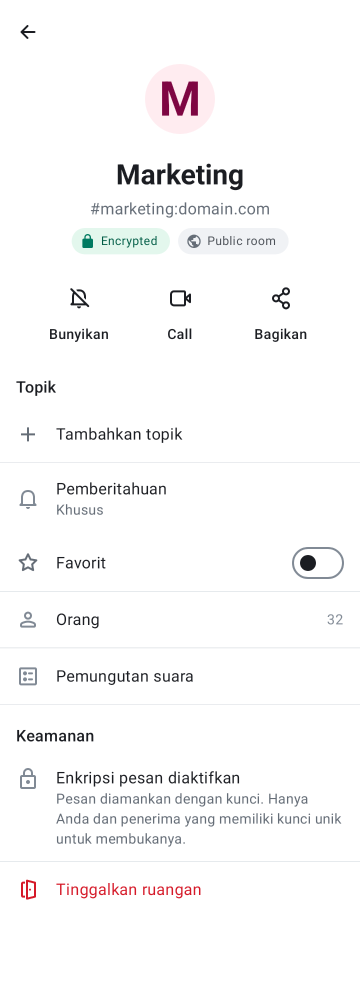 M
Marketing
#marketing:domain.com
Encrypted Public room
Bunyikan Call Bagikan
Topik
Tambahkan topik
Pemberitahuan
Khusus
Favorit
Orang 32
Pemungutan suara
Keamanan
Enkripsi pesan diaktifkan
Pesan diamankan dengan kunci. Hanya
Anda dan penerima yang memiliki kunci unik
untuk membukanya.
Tinggalkan ruangan